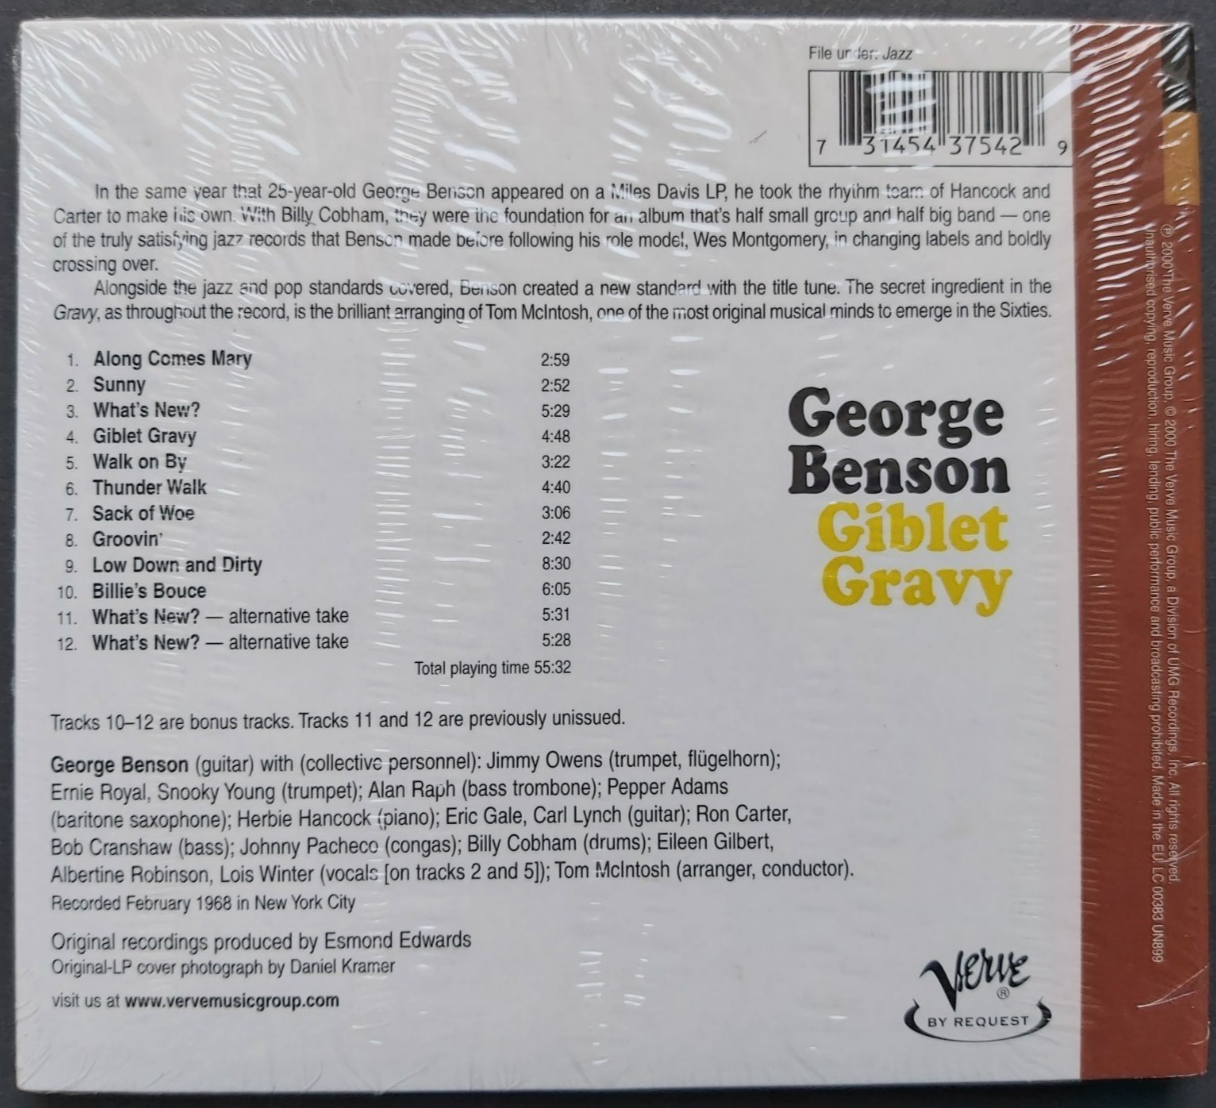 File under: Jazz
7 31454 37542 9
In the same year that 25-year-old George Benson appeared on a Miles Davis LP, he took the rhythm team of Hancock and
Carter to make his own. With Billy Cobham, they were the foundation for an album that's half small group and half big band — one
of the truly satisfying jazz records that Benson made before following his role model, Wes Montgomery, in changing labels and boldly
crossing over.
Alongside the jazz and pop standards covered, Benson created a new standard with the title tune. The secret ingredient in the
Gravy, as throughout the record, is the brilliant arranging of Tom McIntosh, one of the most original musical minds to emerge in the Sixties.
1. Along Comes Mary 2:59
2. Sunny 2:52
3. What's New? 5:29
4. Giblet Gravy 4:48
5. Walk on By 3:22
6. Thunder Walk 4:40
7. Sack of Woe 3:06
8. Groovin' 2:42
9. Low Down and Dirty 8:30
10. Billie's Bouce 6:05
11. What's New? — alternative take 5:31
12. What's New? — alternative take 5:28
Total playing time 55:32
George
Benson
Giblet
Gravy
Tracks 10–12 are bonus tracks. Tracks 11 and 12 are previously unissued.
George Benson (guitar) with (collective personnel): Jimmy Owens (trumpet, flügelhorn);
Ernie Royal, Snooky Young (trumpet); Alan Raph (bass trombone); Pepper Adams
(baritone saxophone); Herbie Hancock (piano); Eric Gale, Carl Lynch (guitar); Ron Carter,
Bob Cranshaw (bass); Johnny Pacheco (congas); Billy Cobham (drums); Eileen Gilbert,
Albertine Robinson, Lois Winter (vocals [on tracks 2 and 5]); Tom McIntosh (arranger, conductor).
Recorded February 1968 in New York City
Original recordings produced by Esmond Edwards
Original-LP cover photograph by Daniel Kramer
visit us at www.vervemusicgroup.com
Verve
®
BY REQUEST
℗ 2000 The Verve Music Group, © 2000 The Verve Music Group, a Division of UMG Recordings, Inc. All rights reserved.
Unauthorised copying, reproduction, hiring, lending, public performance and broadcasting prohibited. Made in the EU. LC 00383 UN899